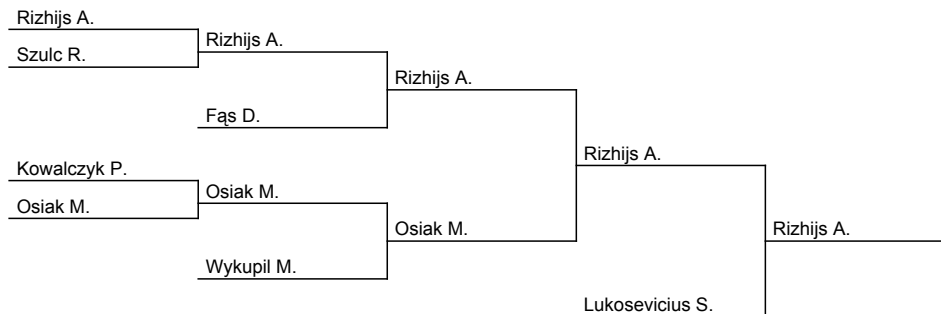 Rizhijs A.
Szulc R.
Rizhijs A.
Rizhijs A.
Fąs D.
Rizhijs A.
Kowalczyk P.
Osiak M.
Osiak M.
Osiak M.
Rizhijs A.
Wykupil M.
Lukosevicius S.